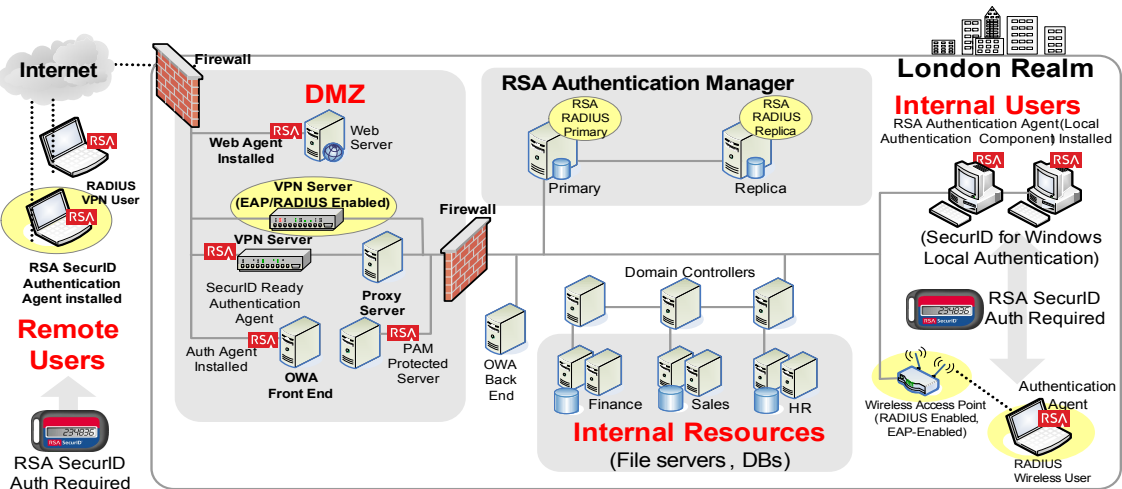 Internet
RSA
RADIUS
VPN User
RSA
RSA SecurID
Authentication
Agent installed
Remote
Users
RSA SecurID
RSA SecurID
Auth Required
Firewall
DMZ
RSA
Web Agent
Installed
Web
Server
VPN Server
(EAP/RADIUS Enabled)
RSA
VPN Server
SecurID Ready
Authentication
Agent
Proxy
Server
RSA
Auth Agent
Installed
OWA
Front End
RSA
PAM
Protected
Server
Firewall
RSA Authentication Manager
RSA
RADIUS
Primary
Primary
RSA
RADIUS
Replica
Replica
OWA
Back
End
Domain Controllers
Finance
Sales
HR
Internal Resources
(File servers , DBs)
London Realm
Internal Users
RSA Authentication Agent(Local
Authentication Component) Installed
RSA
RSA
(SecurID for Windows
Local Authentication)
RSA SecurID
RSA SecurID
Auth Required
Wireless Access Point
(RADIUS Enabled,
EAP-Enabled)
Authentication
Agent
RSA
RADIUS
Wireless User